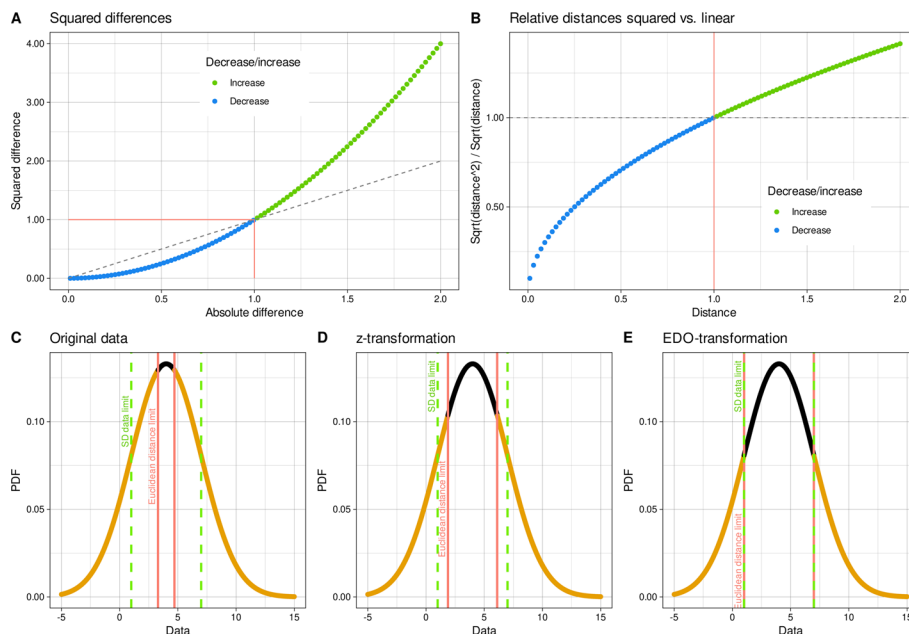 A Squared differences
4.00
3.00
2.00
1.00
0.00
Squared difference
Decrease/increase
Increase
Decrease
0.0 0.5 1.0 1.5 2.0
Absolute difference
B Relative distances squared vs. linear
1.00
0.50
Sqrt(distance^2) / Sqrt(distance)
Decrease/increase
Increase
Decrease
0.0 0.5 1.0 1.5 2.0
Distance
C Original data
0.10
0.05
0.00
PDF
SD data limit
Euclidean distance limit
-5 0 5 10 15
Data
D z-transformation
0.10
0.05
0.00
PDF
SD data limit
Euclidean distance limit
-5 0 5 10 15
Data
E EDO-transformation
0.10
0.05
0.00
PDF
SD data limit
Euclidean distance limit
-5 0 5 10 15
Data